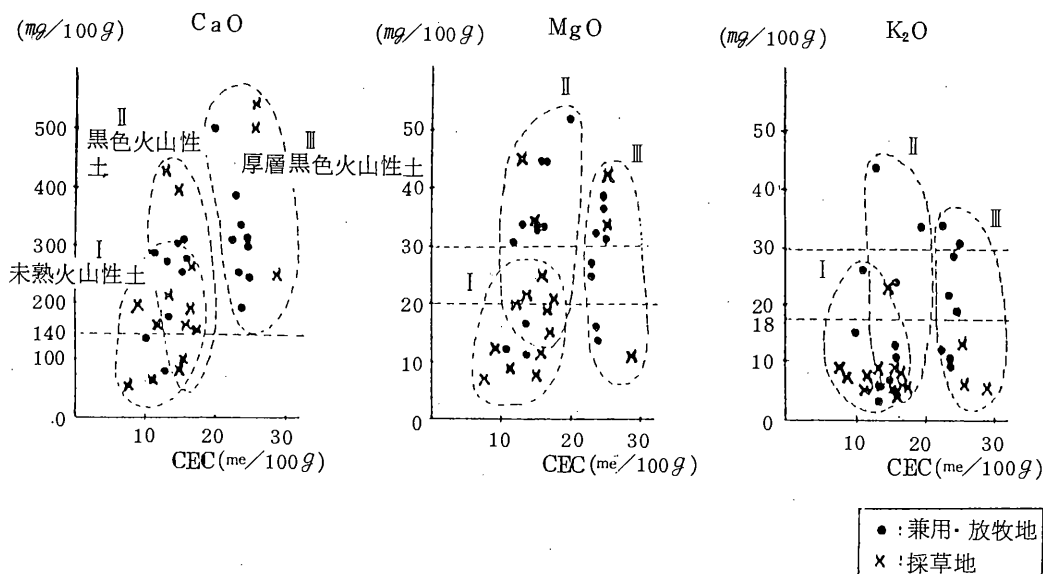 CaO
(mg/100g)
500
400
300
200
140
100
.0
Ⅱ
黒色火山性
土
Ⅲ
厚層黒色火山性土
Ⅰ
未熟火山性土
10 20 30
CEC(me/100g)
MgO
(mg/100g)
50
40
30
20
10
0
Ⅱ
Ⅲ
Ⅰ
10 20 30
CEC(me/100g)
K₂O
(mg/100g)
50
40
30
20
18
10
0
Ⅱ
Ⅲ
Ⅰ
10 20 30
CEC(me/100g)
●:兼用・放牧地
×:採草地